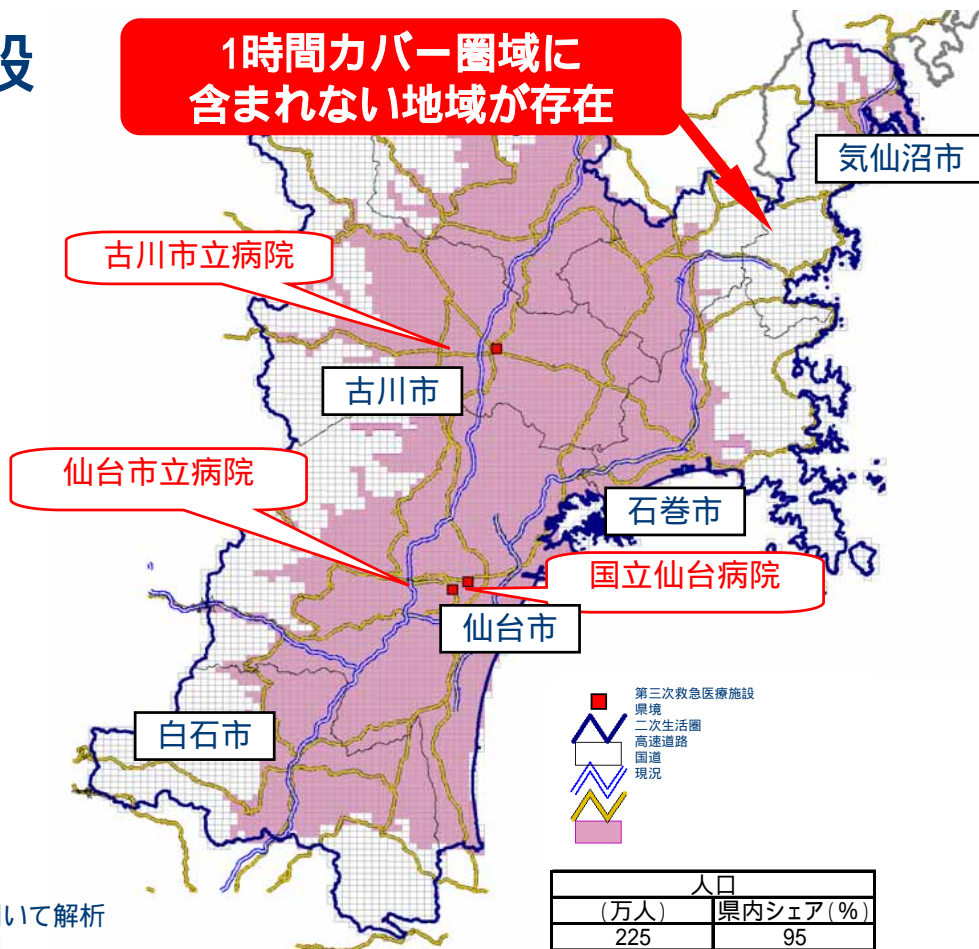 設
1時間カバー圏域に
含まれない地域が存在
気仙沼市
古川市立病院
古川市
仙台市立病院
石巻市
国立仙台病院
仙台市
白石市
第三次救急医療施設
県境
二次生活圏
高速道路
国道
現況
いて解析
人口
(万人) 県内シェア(%)
225 95